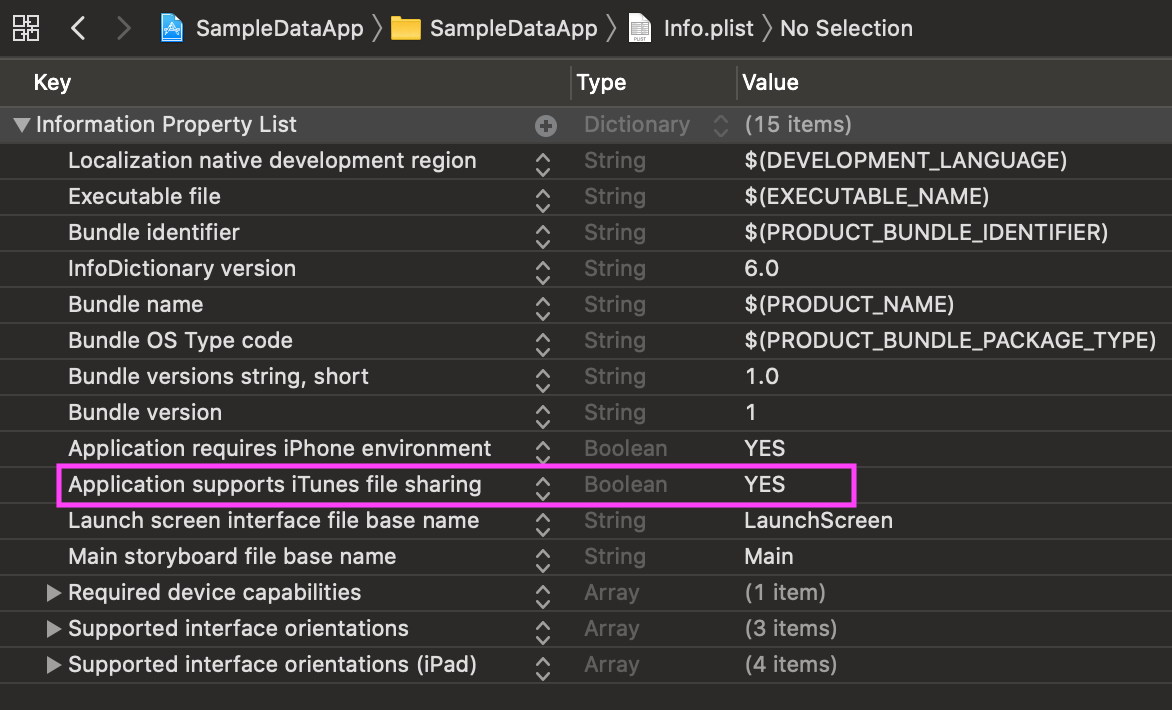 SampleDataApp SampleDataApp Info.plist No Selection
Key Type Value
Information Property List Dictionary (15 items)
Localization native development region String $(DEVELOPMENT_LANGUAGE)
Executable file String $(EXECUTABLE_NAME)
Bundle identifier String $(PRODUCT_BUNDLE_IDENTIFIER)
InfoDictionary version String 6.0
Bundle name String $(PRODUCT_NAME)
Bundle OS Type code String $(PRODUCT_BUNDLE_PACKAGE_TYPE)
Bundle versions string, short String 1.0
Bundle version String 1
Application requires iPhone environment Boolean YES
Application supports iTunes file sharing Boolean YES
Launch screen interface file base name String LaunchScreen
Main storyboard file base name String Main
Required device capabilities Array (1 item)
Supported interface orientations Array (3 items)
Supported interface orientations (iPad) Array (4 items)